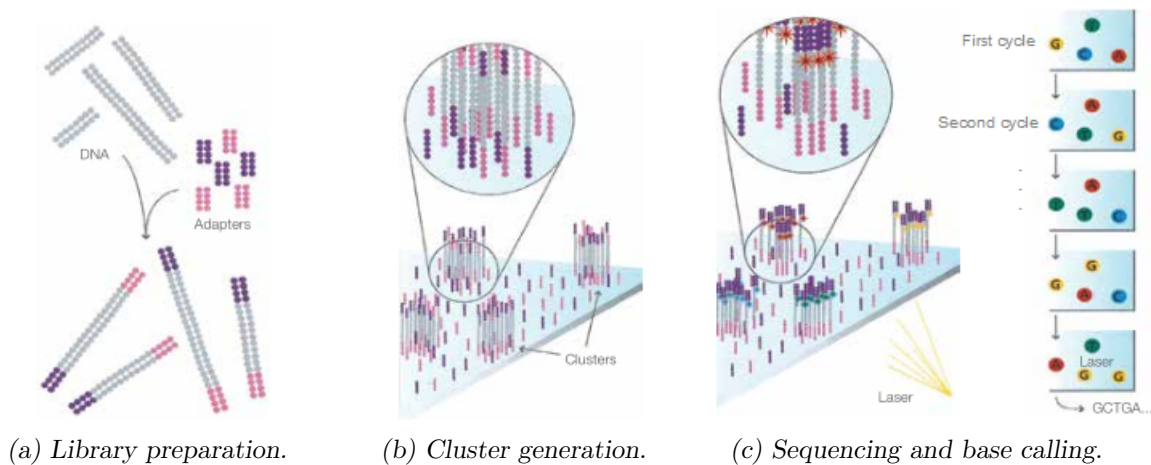 DNA
Adapters
(a) Library preparation.
Clusters
(b) Cluster generation.
Laser
First cycle
T
G
C
A
Second cycle
A
C
T
G
.
.
.
A
T
T
C
G
G
A
C
T
A
Laser
G
G
GCTGA...
(c) Sequencing and base calling.